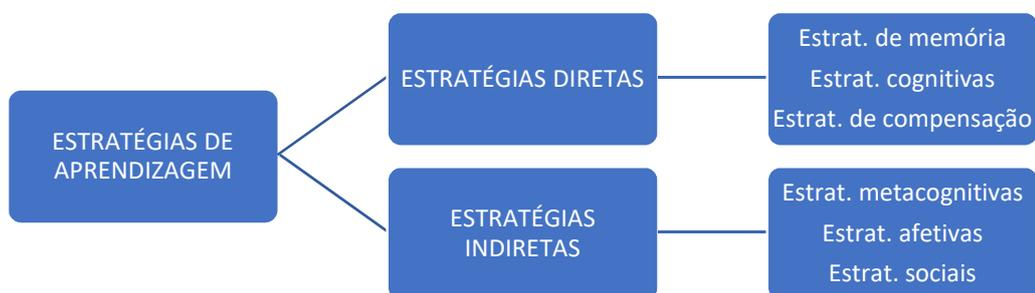 ESTRATÉGIAS DE
APRENDIZAGEM
ESTRATÉGIAS DIRETAS
Estrat. de memória
Estrat. cognitivas
Estrat. de compensação
ESTRATÉGIAS
INDIRETAS
Estrat. metacognitivas
Estrat. afetivas
Estrat. sociais